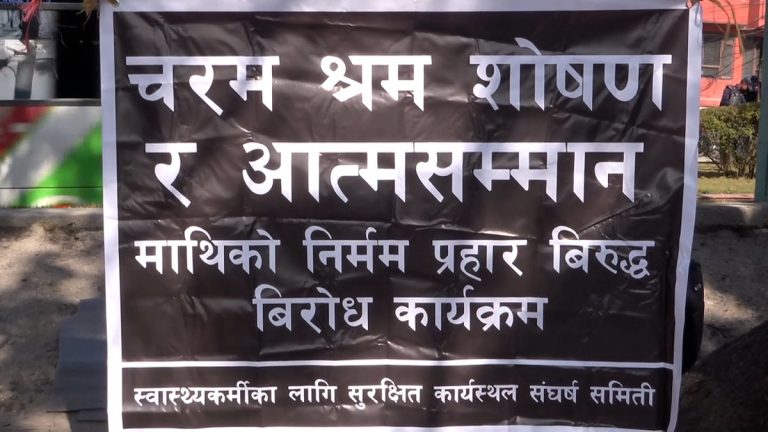 चरम श्रम शोषण
र आत्मसम्मान
माथिको निर्मम प्रहार बिरुद्ध
बिरोध कार्यक्रम
स्वास्थ्यकर्मीका लागि सुरक्षित कार्यस्थल संघर्ष समिती